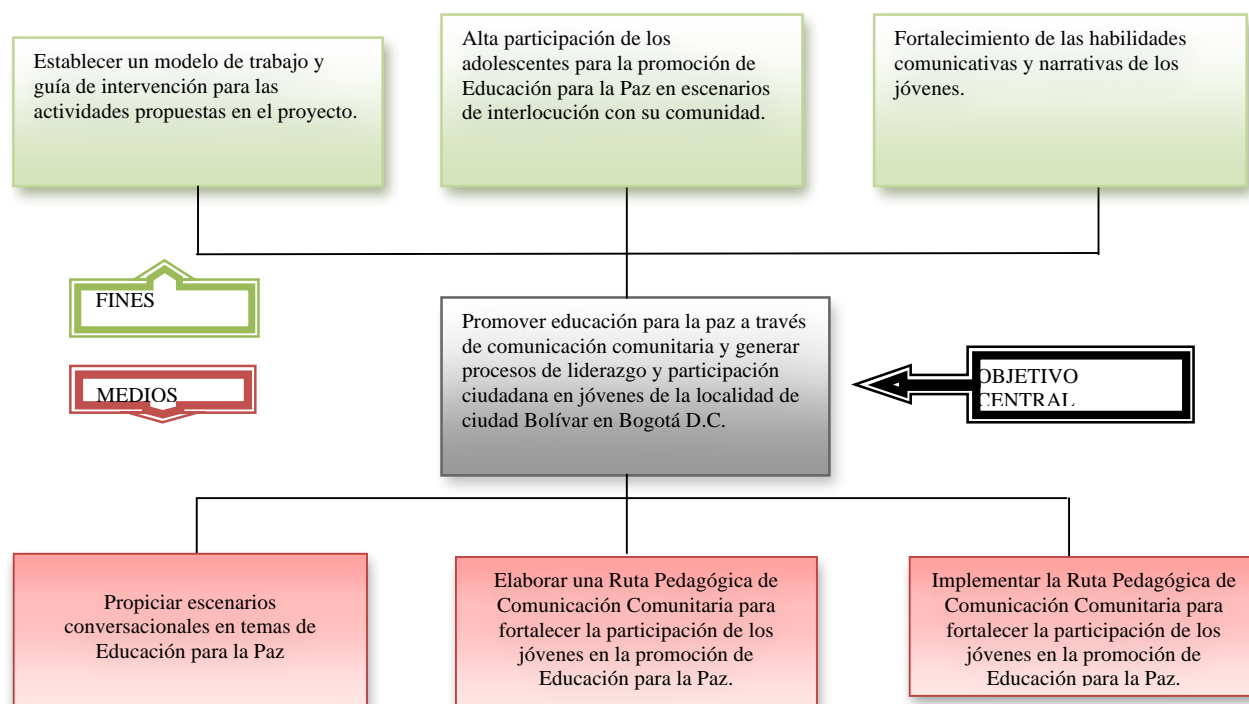 Establecer un modelo de trabajo y
guía de intervención para las
actividades propuestas en el proyecto.
Alta participación de los
adolescentes para la promoción de
Educación para la Paz en escenarios
de interlocución con su comunidad.
Fortalecimiento de las habilidades
comunicativas y narrativas de los
jóvenes.
FINES
MEDIOS
Promover educación para la paz a través
de comunicación comunitaria y generar
procesos de liderazgo y participación
ciudadana en jóvenes de la localidad de
ciudad Bolívar en Bogotá D.C.
OBJETIVO
CENTRAL
Propiciar escenarios
conversacionales en temas de
Educación para la Paz
Elaborar una Ruta Pedagógica de
Comunicación Comunitaria para
fortalecer la participación de los
jóvenes en la promoción de
Educación para la Paz.
Implementar la Ruta Pedagógica de
Comunicación Comunitaria para
fortalecer la participación de los
jóvenes en la promoción de
Educación para la Paz.